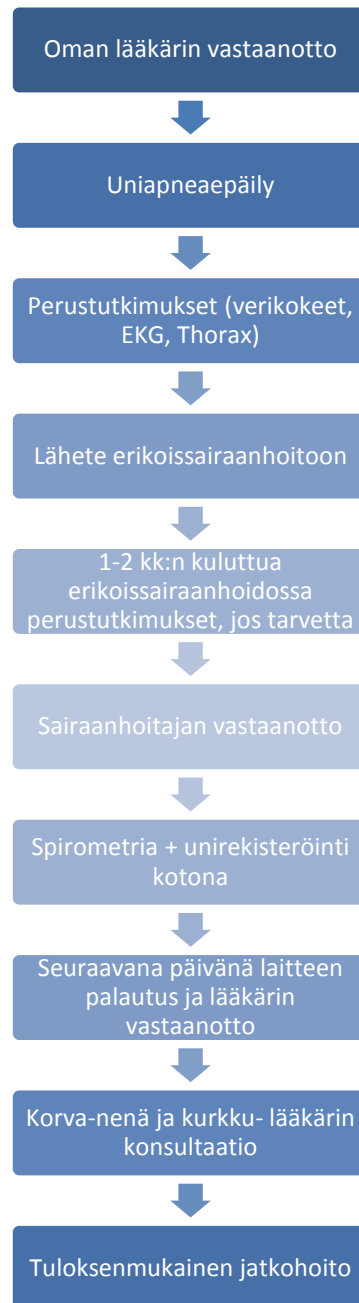 Oman lääkärin vastaanotto
Uniapneaepäily
Perustutkimukset (verikokeet,
EKG, Thorax)
Lähete erikoissairaanhoitoon
1-2 kk:n kuluttua
erikoissairaanhoidossa
perustutkimukset, jos tarvetta
Sairaanhoitajan vastaanotto
Spirometria + unirekisteröinti
kotona
Seuraavana päivänä laitteen
palautus ja lääkärin
vastaanotto
Korva-nenä ja kurkku- lääkärin
konsultaatio
Tuloksenmukainen jatkohoito